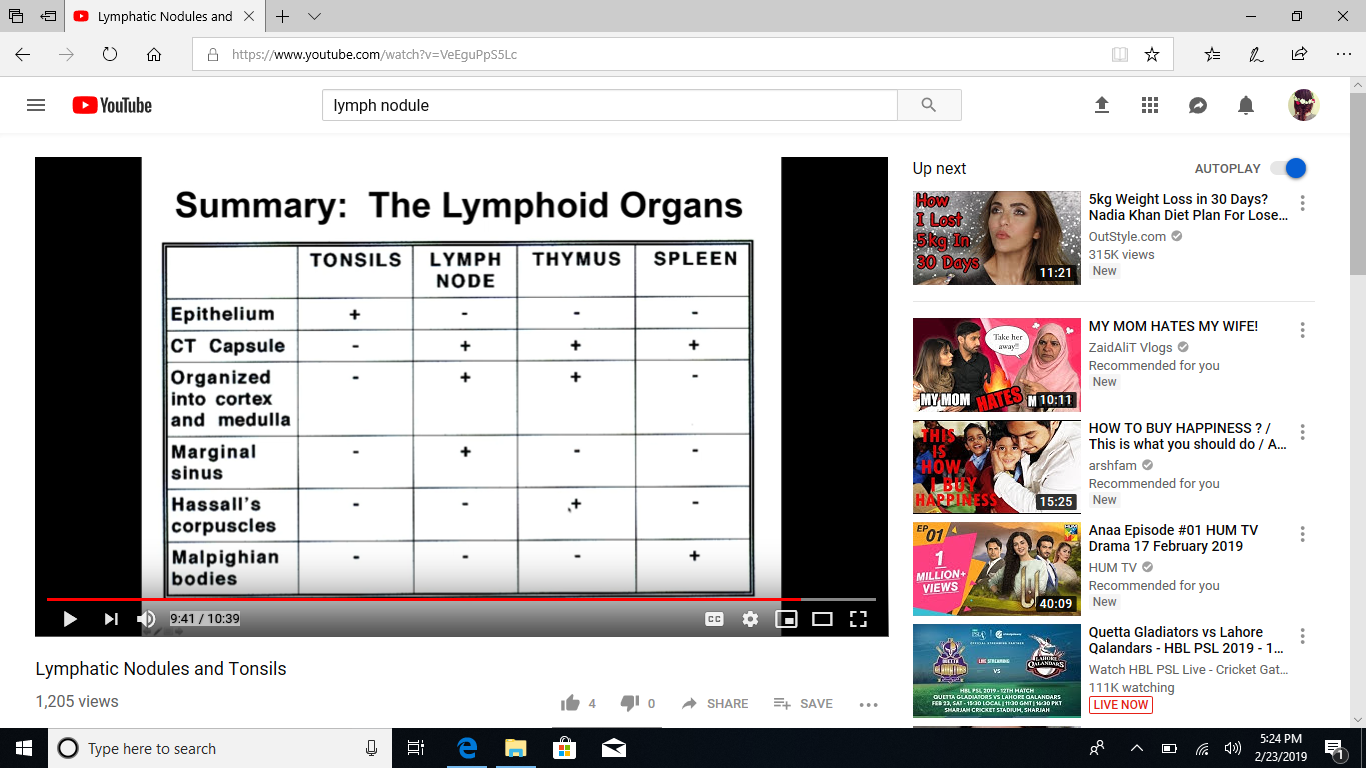 Lymphatic Nodules and
https://www.youtube.com/watch?v=VeEguPpS5Lc
YouTube
lymph nodule
Summary: The Lymphoid Organs
TONSILS LYMPH NODE THYMUS SPLEEN
Epithelium + - - -
CT Capsule - + + +
Organized into cortex and medulla - + + -
Marginal sinus - + - -
Hassall's corpuscles - - + -
Malpighian bodies - - - +
9:41 / 10:39
CC
Lymphatic Nodules and Tonsils
1,205 views
4 0 SHARE SAVE
Up next AUTOPLAY
How
I Lost
5kg In
30 Days
11:21
5kg Weight Loss in 30 Days?
Nadia Khan Diet Plan For Lose...
OutStyle.com
315K views
New
Take her
away!!
MY MOM HATES M
10:11
MY MOM HATES MY WIFE!
ZaidAliT Vlogs
Recommended for you
New
THIS
IS HOW
I BUY
HAPPINESS
15:25
HOW TO BUY HAPPINESS ? /
This is what you should do / A...
arshfam
Recommended for you
New
EP
01
1
MILLION+
VIEWS
40:09
Anaa Episode #01 HUM TV
Drama 17 February 2019
HUM TV
Recommended for you
New
LIVE STREAMING
VS
LAHORE
QALANDARS
HBL PSL 2019 - 12TH MATCH
QUETTA GLADIATORS VS LAHORE QALANDARS
FEB 23, SAT - 15:30 LOCAL | 11:30 GMT | 16:30 PKT
SHARJAH CRICKET STADIUM, SHARJAH
Quetta Gladiators vs Lahore
Qalandars - HBL PSL 2019 - 1...
Watch HBL PSL Live - Cricket Gat...
111K watching
LIVE NOW
Type here to search
5:24 PM
2/23/2019
1